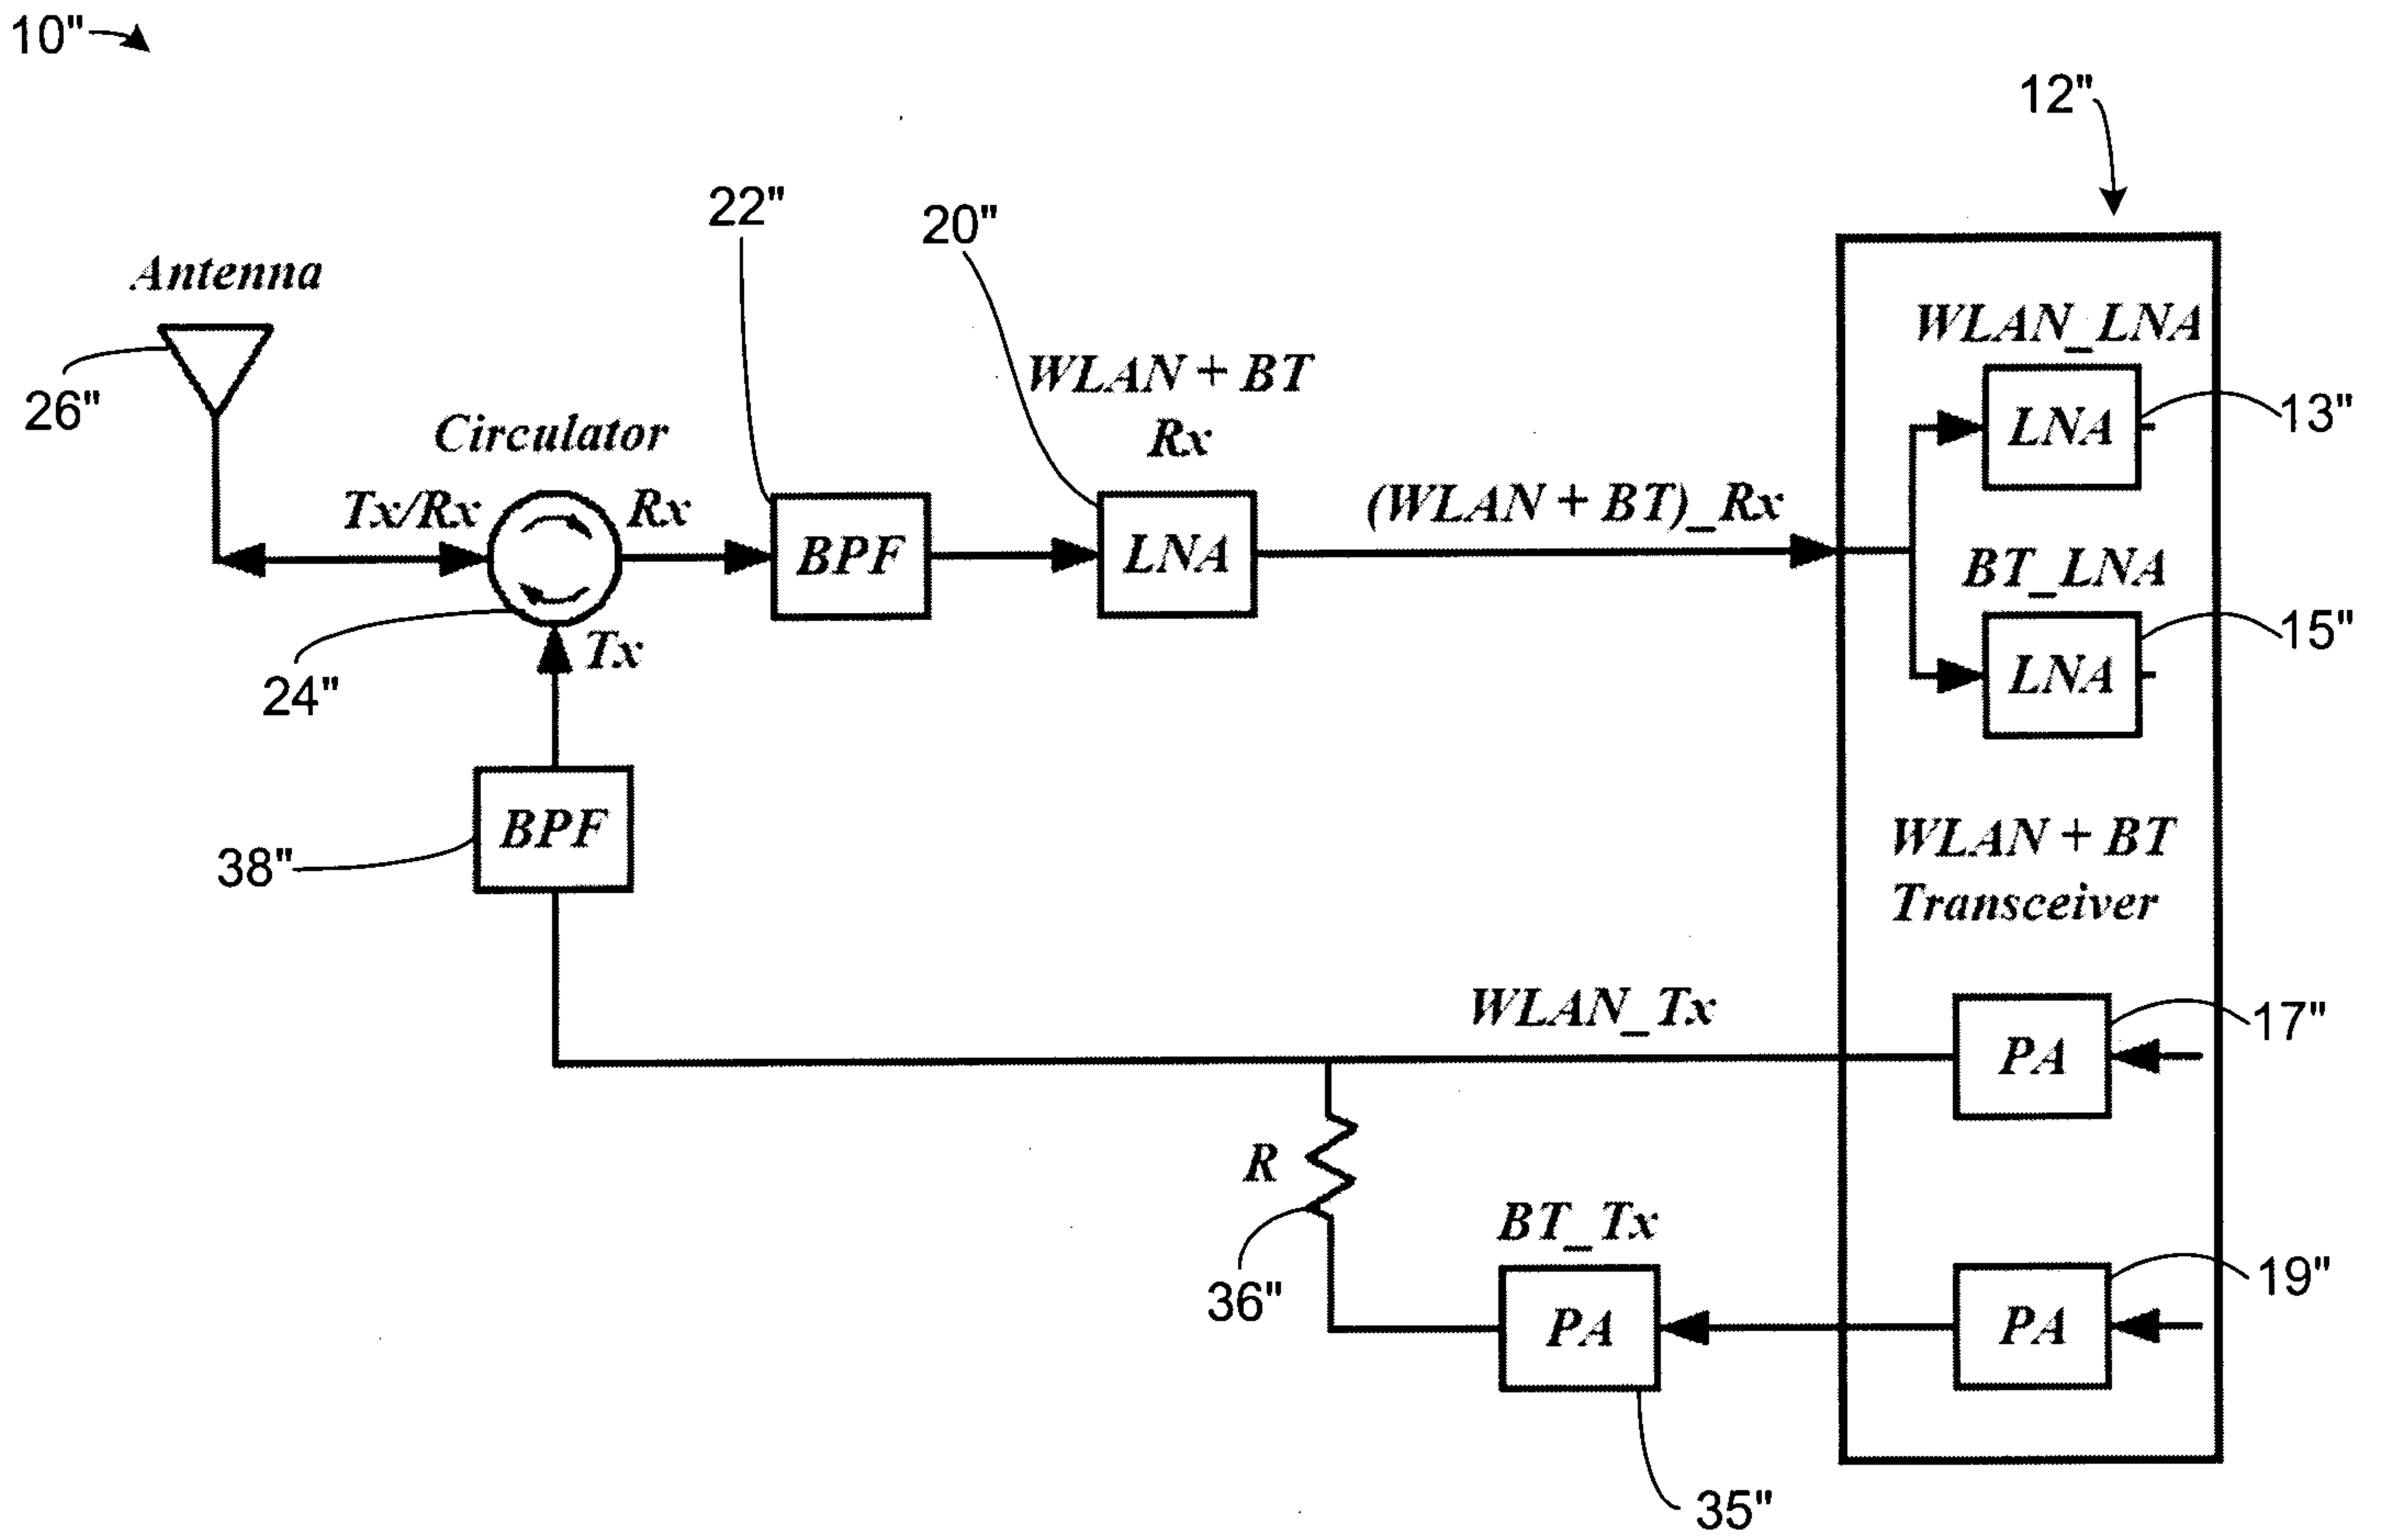 10"
12"
22"
20"
Antenna
WLAN_LNA
WLAN + BT
Rx
26"
LNA
13"
Circulator
Tx/Rx
Rx
BPF
LNA
(WLAN + BT)_Rx
BT_LNA
LNA
15"
24"
Tx
BPF
38"
WLAN + BT
Transceiver
WLAN_Tx
PA
17"
R
36"
BT_Tx
PA
PA
19"
35"